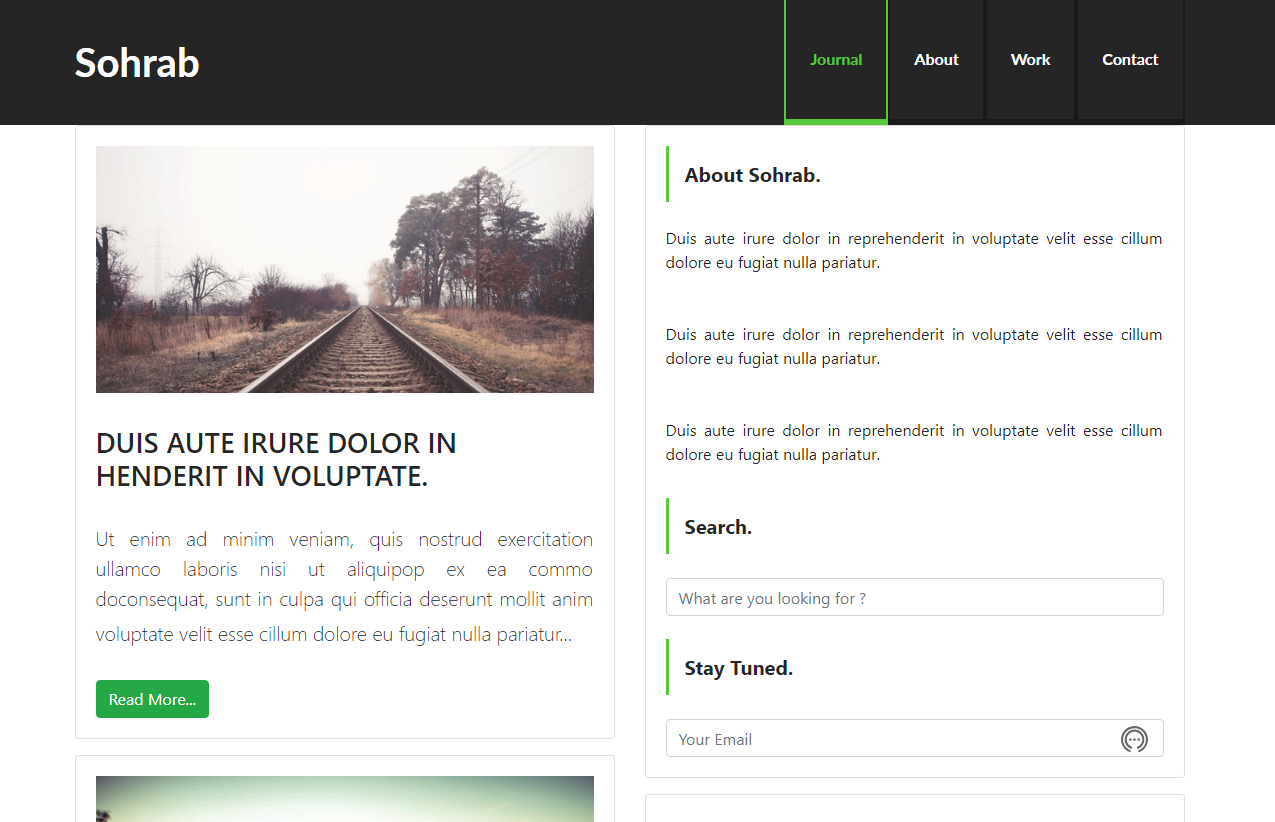 Sohrab
Journal
About
Work
Contact
DUIS AUTE IRURE DOLOR IN
HENDERIT IN VOLUPTATE.
Ut enim ad minim veniam, quis nostrud exercitation
ullamco laboris nisi ut aliquipop ex ea commo
doconsequat, sunt in culpa qui officia deserunt mollit anim
voluptate velit esse cillum dolore eu fugiat nulla pariatur...
Read More...
About Sohrab.
Duis aute irure dolor in reprehenderit in voluptate velit esse cillum
dolore eu fugiat nulla pariatur.
Duis aute irure dolor in reprehenderit in voluptate velit esse cillum
dolore eu fugiat nulla pariatur.
Duis aute irure dolor in reprehenderit in voluptate velit esse cillum
dolore eu fugiat nulla pariatur.
Search.
What are you looking for ?
Stay Tuned.
Your Email